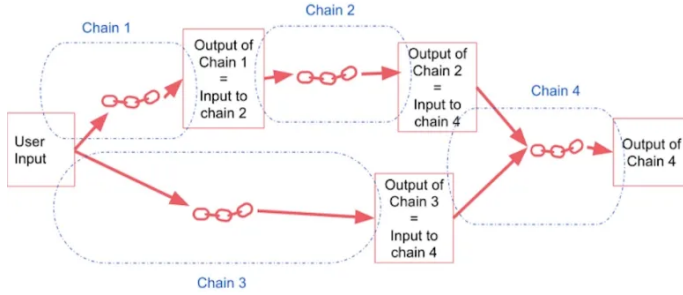 Chain 1
Chain 2
Output of
Chain 1
=
Input to
chain 2
Output of
Chain 2
=
Input to
chain 4
Chain 4
User
Input
Output of
Chain 4
Output of
Chain 3
=
Input to
chain 4
Chain 3